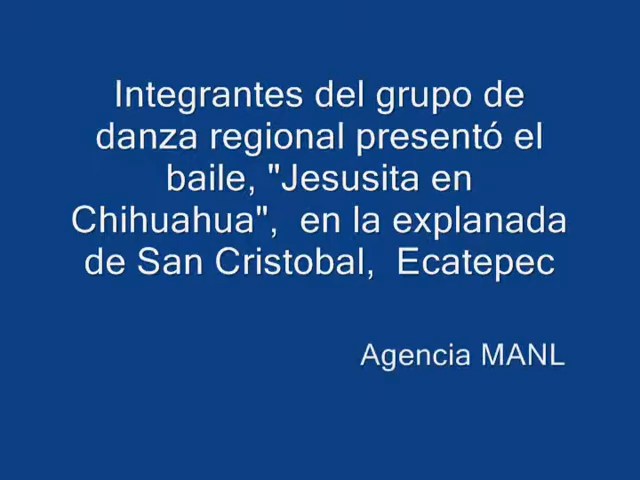 Integrantes del grupo de
danza regional presentó el
baile, "Jesusita en
Chihuahua",  en la explanada
de San Cristobal,  Ecatepec
Agencia MANL